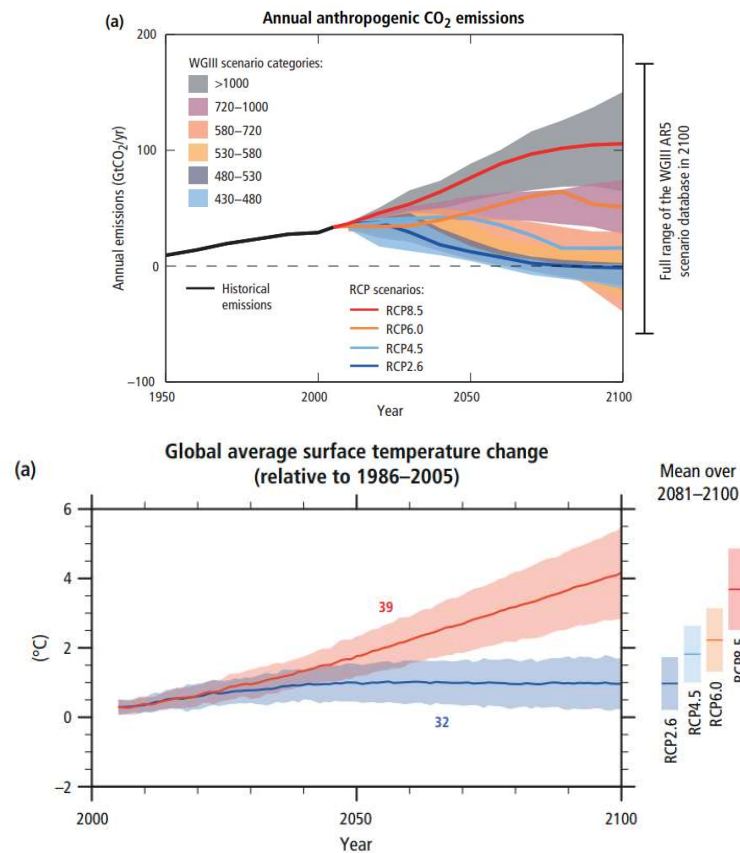 (a)
Annual anthropogenic CO₂ emissions
200
100
0
−100
Annual emissions (GtCO₂/yr)
WGIII scenario categories:
>1000
720–1000
580–720
530–580
480–530
430–480
Historical
emissions
RCP scenarios:
RCP8.5
RCP6.0
RCP4.5
RCP2.6
1950
2000
2050
2100
Year
Full range of the WGIII AR5
scenario database in 2100
(a)
Global average surface temperature change
(relative to 1986–2005)
Mean over
2081–2100
6
4
2
0
−2
(°C)
39
32
2000
2050
2100
Year
RCP2.6
RCP4.5
RCP6.0
RCP8.5